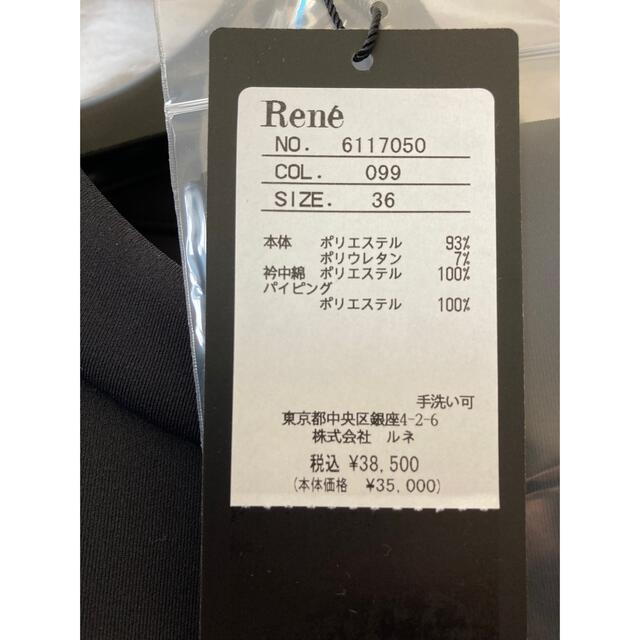 René
NO. 6117050
COL. 099
SIZE. 36
本体 ポリエステル 93%
ポリウレタン 7%
衿中綿 ポリエステル 100%
パイピング
ポリエステル 100%
手洗い可
東京都中央区銀座4-2-6
株式会社 ルネ
税込 ¥38,500
(本体価格 ¥35,000)